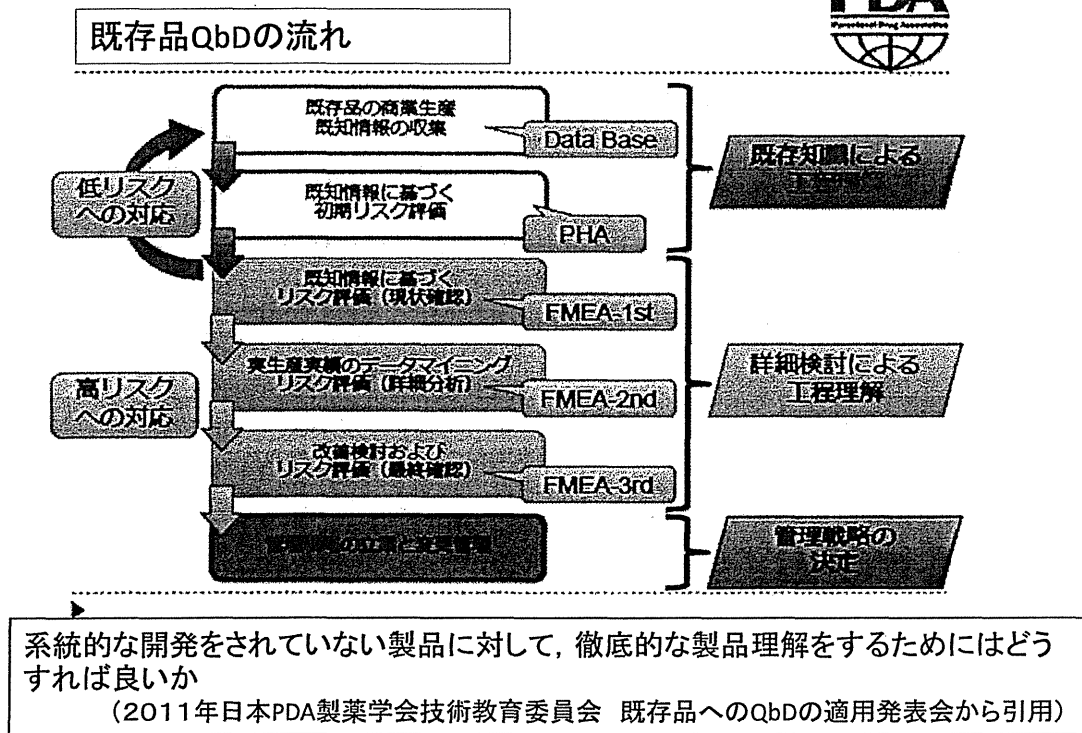 PDA
Parenteral Drug Association
既存品QbDの流れ
既存品の商業生産
既知情報の収集
Data Base
既知情報に基づく
初期リスク評価
PHA
既知情報に基づく
リスク評価（現状確認）
FMEA-1st
実生産実績のデータマイニング
リスク評価（詳細分析）
FMEA-2nd
改善検討および
リスク評価（最終確認）
FMEA-3rd
低リスク
への対応
高リスク
への対応
既存知識による
工程理解
詳細検討による
工程理解
管理戦略の
決定
系統的な開発をされていない製品に対して，徹底的な製品理解をするためにはどう
すれば良いか
（2011年日本PDA製薬学会技術教育委員会　既存品へのQbDの適用発表会から引用）